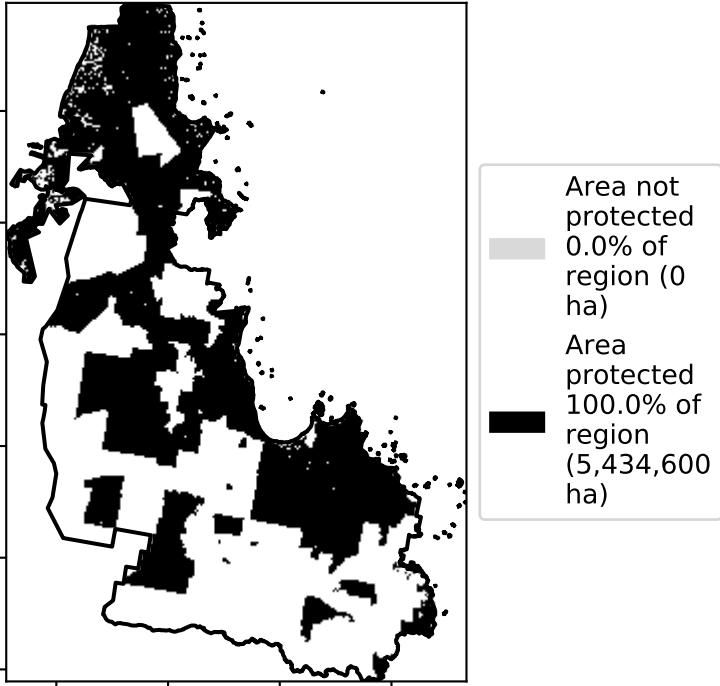 Area not
protected
0.0% of
region (0
ha)
Area
protected
100.0% of
region
(5,434,600
ha)